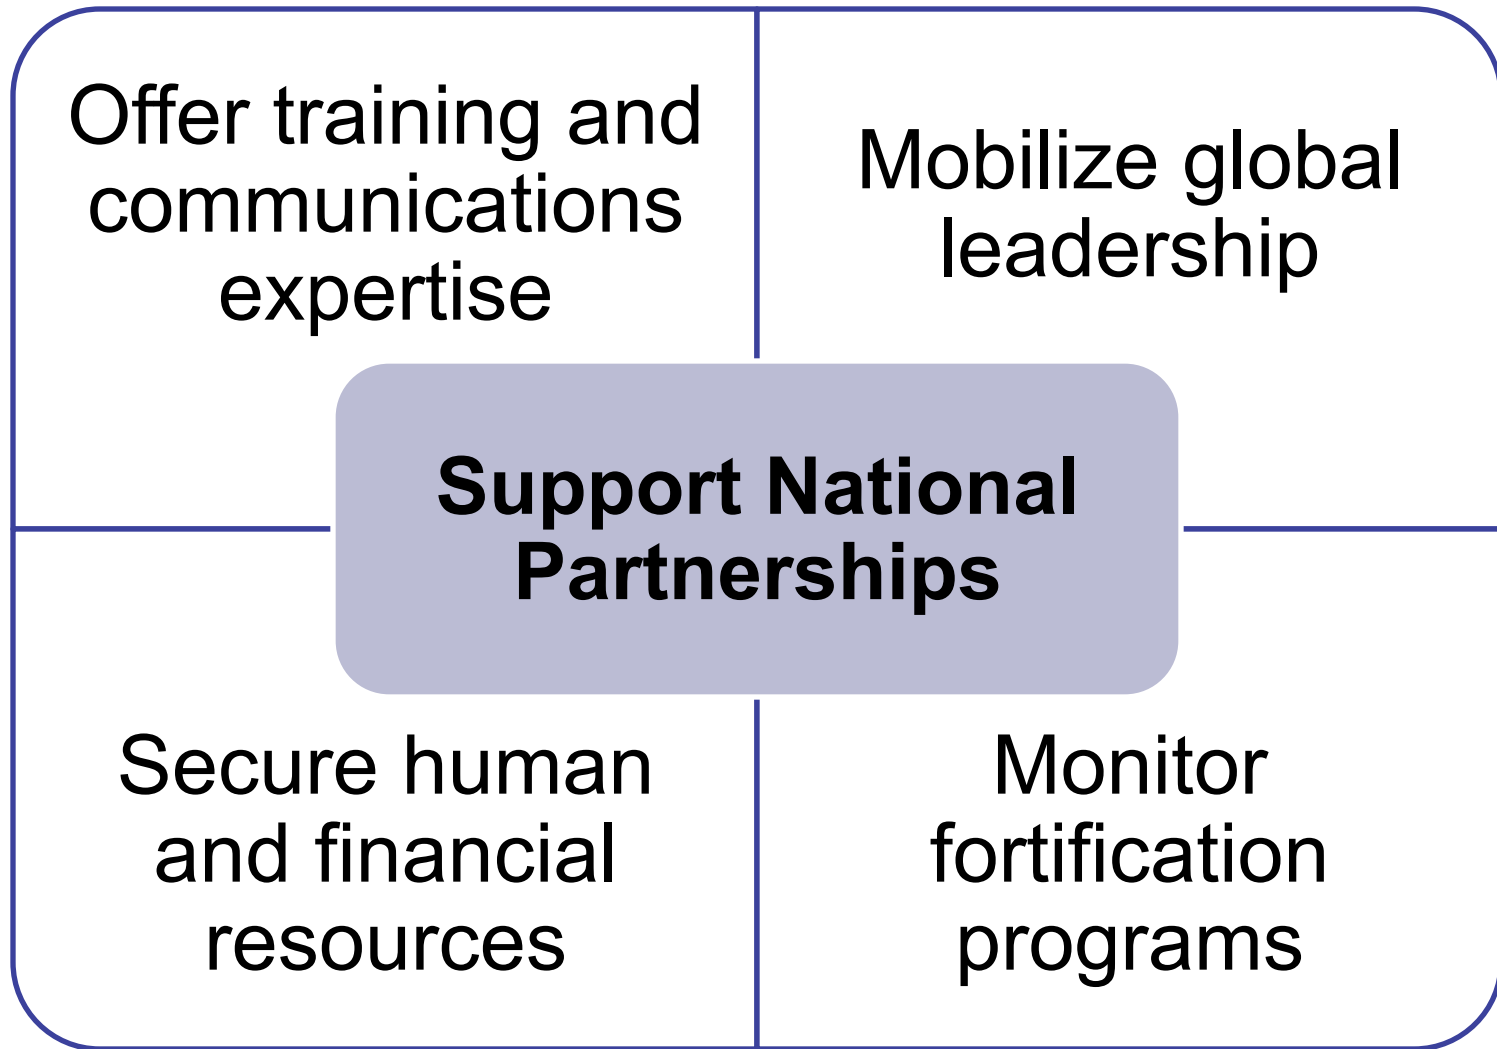 Offer training and
communications
expertise
Mobilize global
leadership
Support National
Partnerships
Secure human
and financial
resources
Monitor
fortification
programs